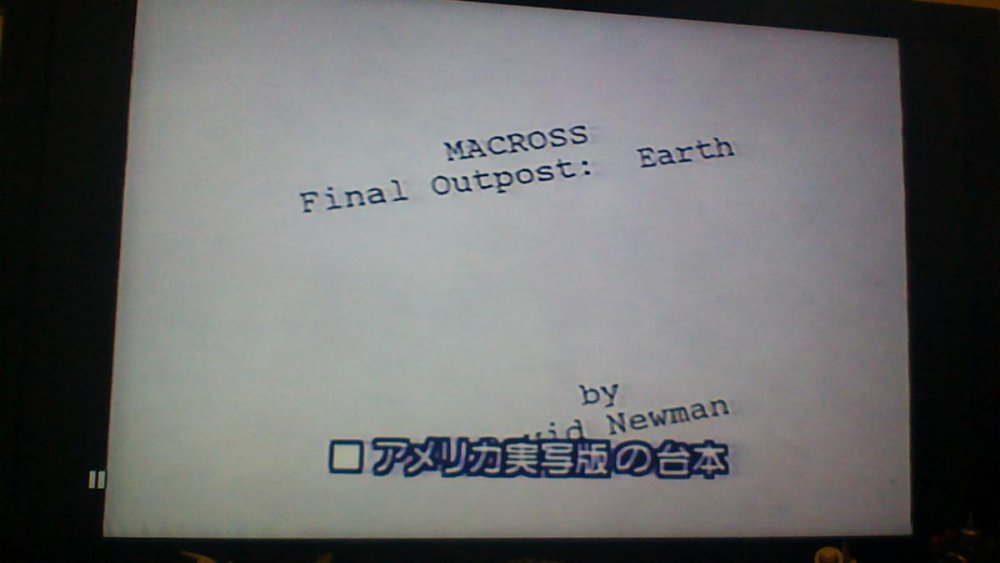 MACROSS
Final Outpost: Earth
by
Newman
□アメリカ実写版の台本